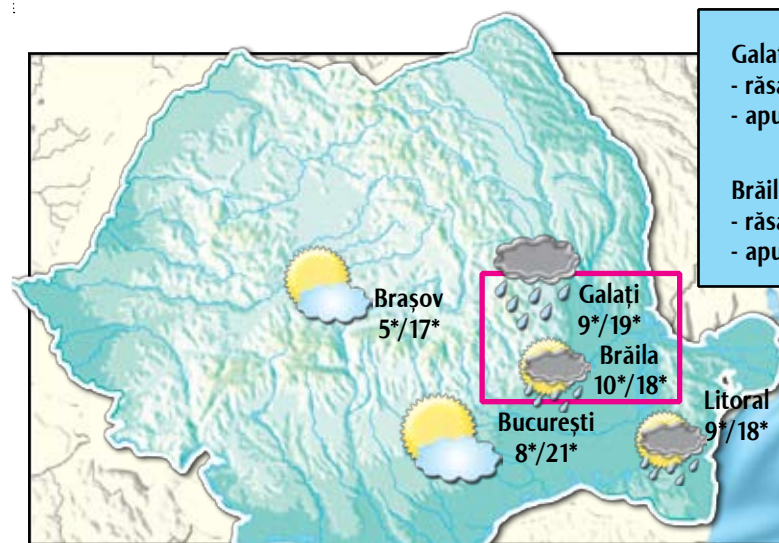 Brașov
5*/17*
Galați
9*/19*
Brăila
10*/18*
București
8*/21*
Litoral
9*/18*